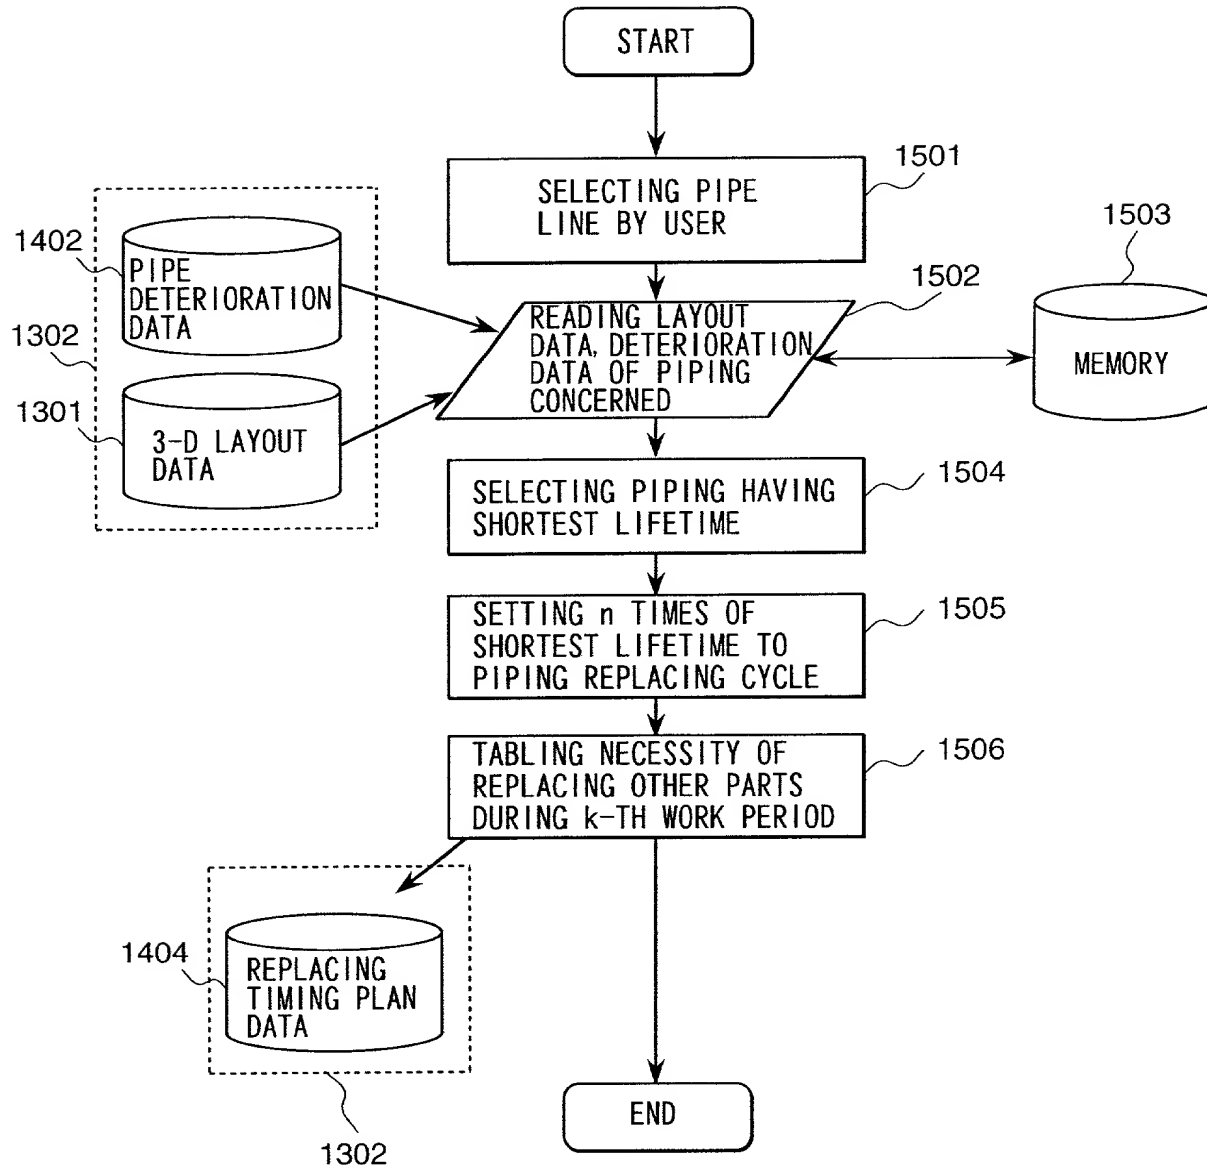 START
1501
SELECTING PIPE
LINE BY USER
1503
1402
PIPE
DETERIORATION
DATA
1502
READING LAYOUT
DATA, DETERIORATION
DATA OF PIPING
CONCERNED
MEMORY
1302
1301
3-D LAYOUT
DATA
1504
SELECTING PIPING HAVING
SHORTEST LIFETIME
1505
SETTING n TIMES OF
SHORTEST LIFETIME TO
PIPING REPLACING CYCLE
1506
TABLING NECESSITY OF
REPLACING OTHER PARTS
DURING k-TH WORK PERIOD
1404
REPLACING
TIMING PLAN
DATA
END
1302